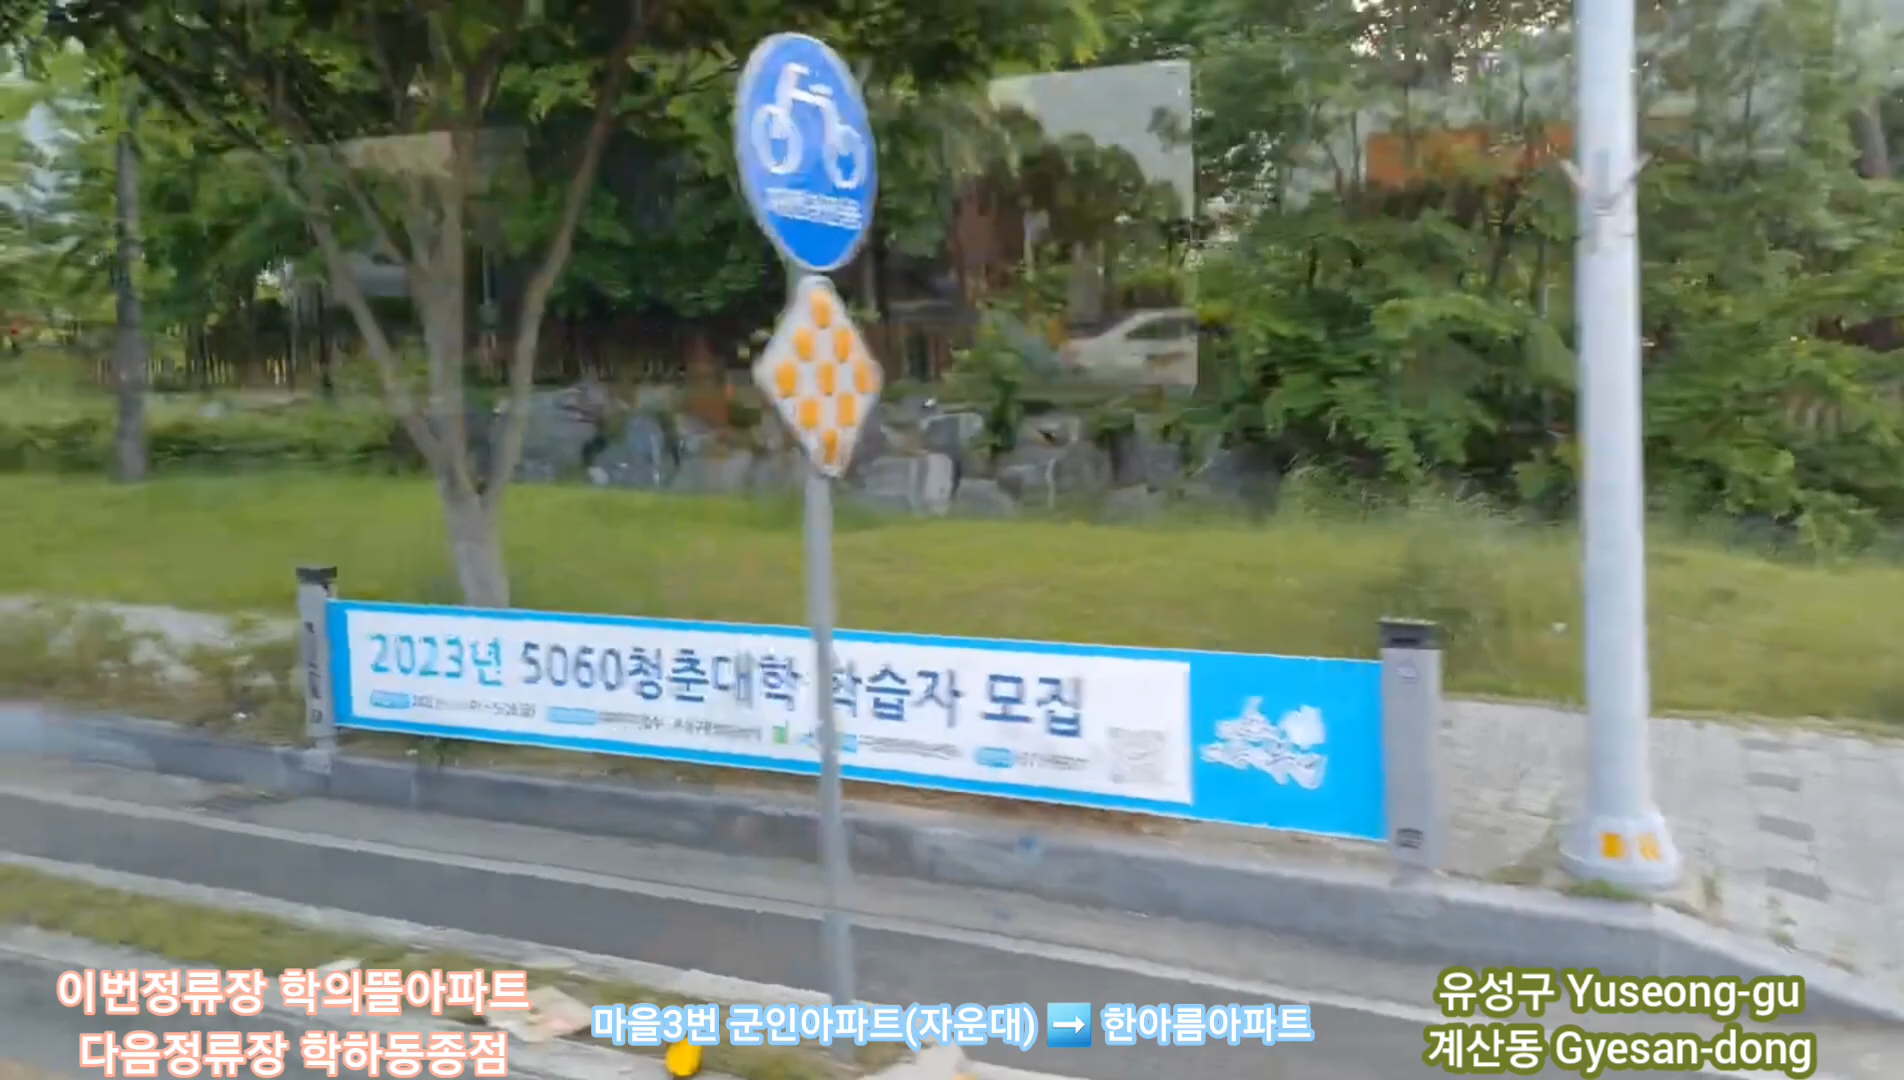 2023년 5060청춘대학 학습자 모집
이번정류장 학의뜰아파트
다음정류장 학하동종점
마을3번 군인아파트(자운대) ➡ 한아름아파트
유성구 Yuseong-gu
계산동 Gyesan-dong